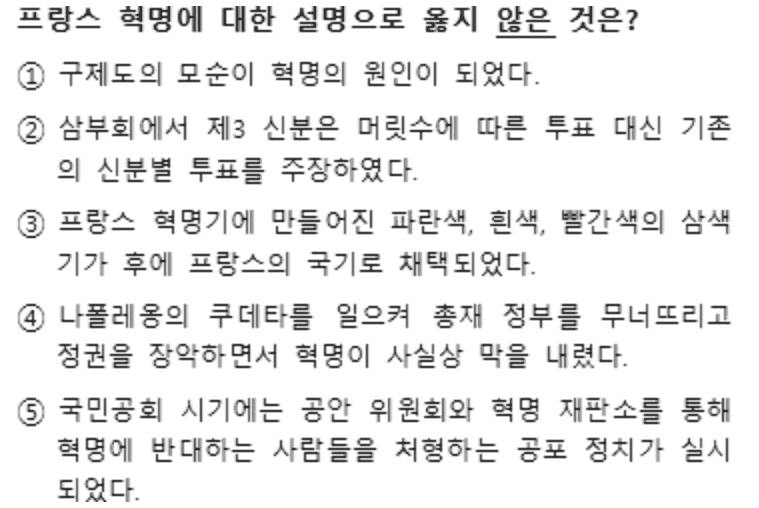 프랑스 혁명에 대한 설명으로 옳지 않은 것은?
① 구제도의 모순이 혁명의 원인이 되었다.
② 삼부회에서 제3 신분은 머릿수에 따른 투표 대신 기존
의 신분별 투표를 주장하였다.
③ 프랑스 혁명기에 만들어진 파란색, 흰색, 빨간색의 삼색
기가 후에 프랑스의 국기로 채택되었다.
④ 나폴레옹의 쿠데타를 일으켜 총재 정부를 무너뜨리고
정권을 장악하면서 혁명이 사실상 막을 내렸다.
⑤ 국민공회 시기에는 공안 위원회와 혁명 재판소를 통해
혁명에 반대하는 사람들을 처형하는 공포 정치가 실시
되었다.